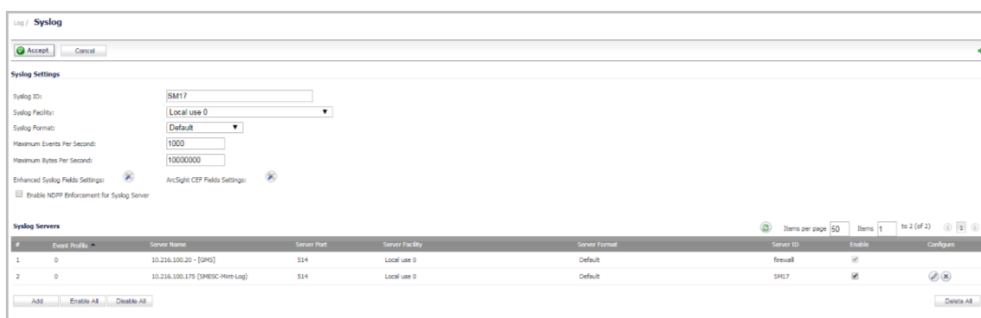 Log / Syslog
Accept Cancel
Syslog Settings
Syslog ID: SM17
Syslog Facility: Local use 0
Syslog Format: Default
Maximum Events Per Second: 1000
Maximum Bytes Per Second: 10000000
Enhanced Syslog Fields Settings: ArcSight CEF Fields Settings:
Enable NDPP Enforcement for Syslog Server
Syslog Servers Items per page 50 Items 1 to 2 (of 2) 1
# Event Profile Server Name Server Port Server Facility Server Format Server ID Enable Configure
1 0 10.216.100.20 - [GMS] 514 Local use 0 Default firewall
2 0 10.216.100.175 (SMESC-Mint-Log) 514 Local use 0 Default SM17
Add Enable All Disable All Delete All